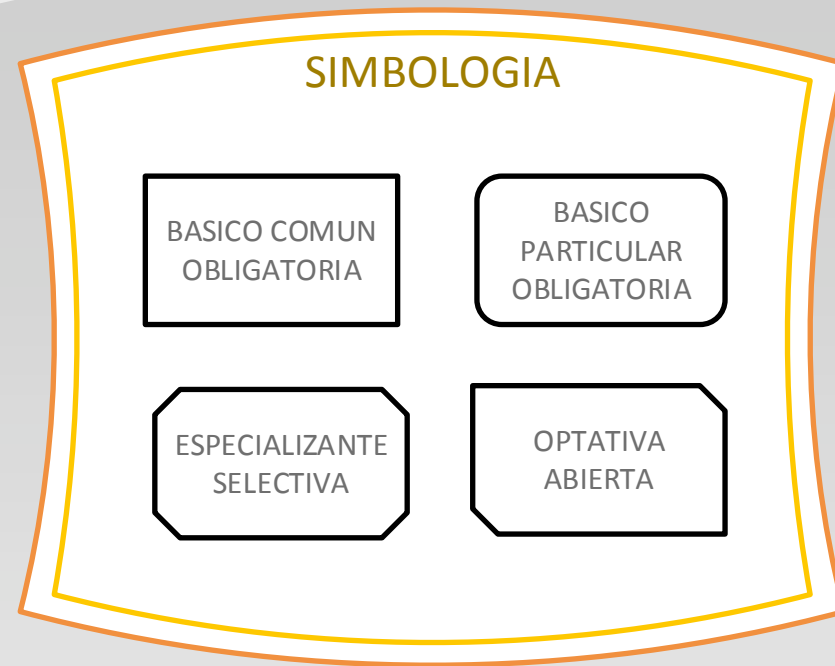 SIMBOLOGIA
BASICO COMUN
OBLIGATORIA
BASICO
PARTICULAR
OBLIGATORIA
ESPECIALIZANTE
SELECTIVA
OPTATIVA
ABIERTA